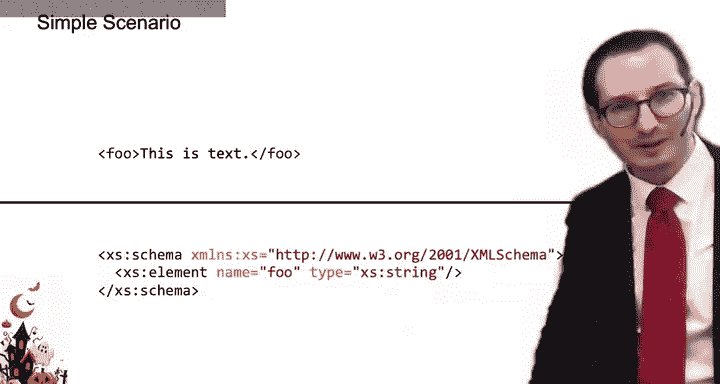 Simple Scenario
<foo>This is text.</foo>
<xs:schema xmlns:xs="http://www.w3.org/2001/XMLSchema">
<xs:element name="foo" type="xs:string"/>
</xs:schema>